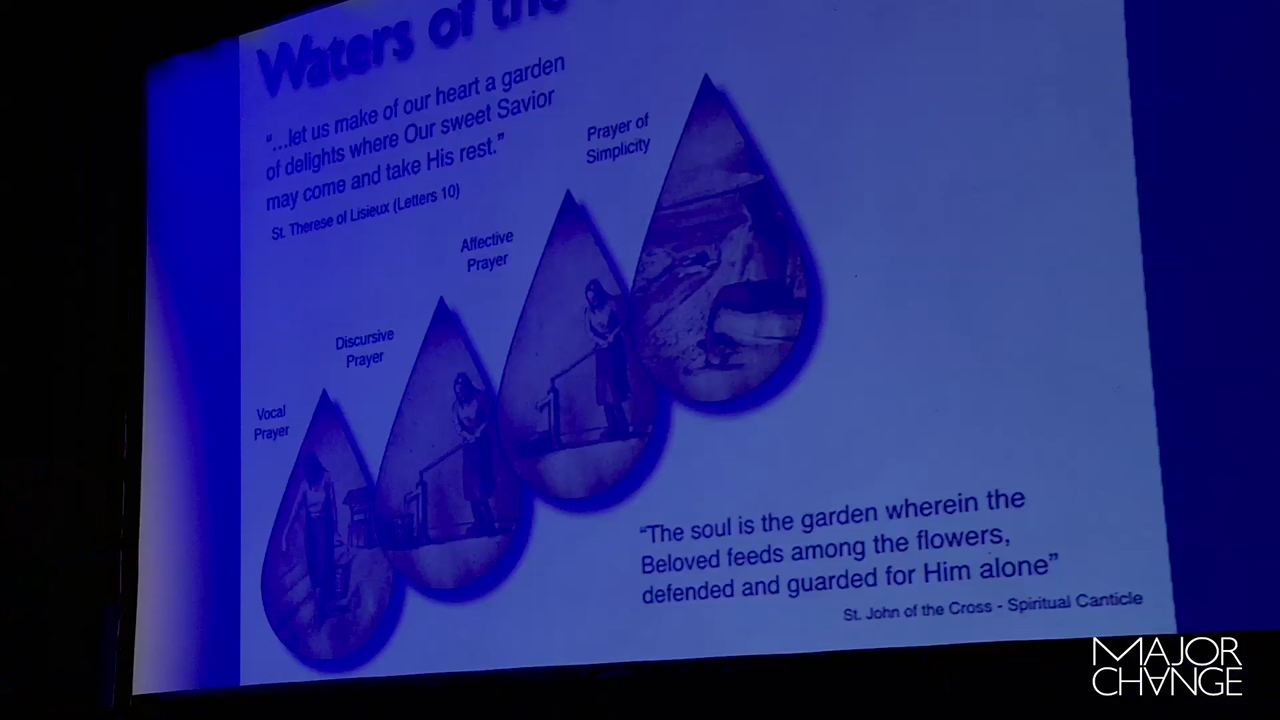 Waters of the
“...let us make of our heart a garden
of delights where Our sweet Savior
may come and take His rest.”
St. Therese of Lisieux (Letters 10)
Prayer of
Simplicity
Affective
Prayer
Discursive
Prayer
Vocal
Prayer
“The soul is the garden wherein the
Beloved feeds among the flowers,
defended and guarded for Him alone”
St. John of the Cross - Spiritual Canticle
MAJOR
CHANGE